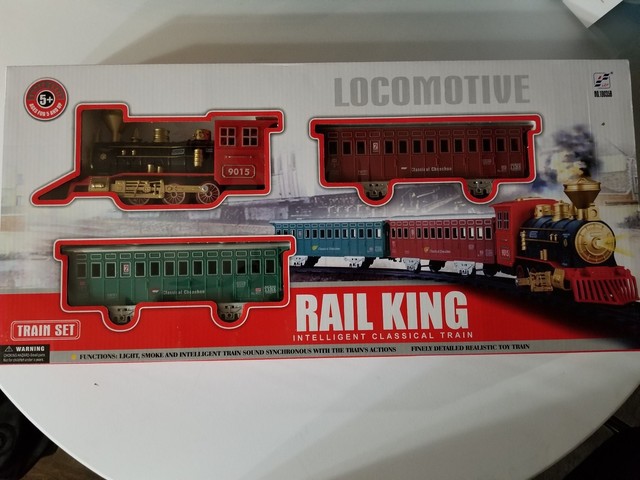 LOCOMOTIVE
5+
9015
RAIL KING
INTELLIGENT CLASSICAL TRAIN
TRAIN SET
WARNING
FUNCTIONS: LIGHT, SMOKE AND INTELLIGENT TRAIN SOUND SYNCHRONOUS WITH THE TRAIN'S ACTIONS FINELY DETAILED REALISTIC TOY TRAIN